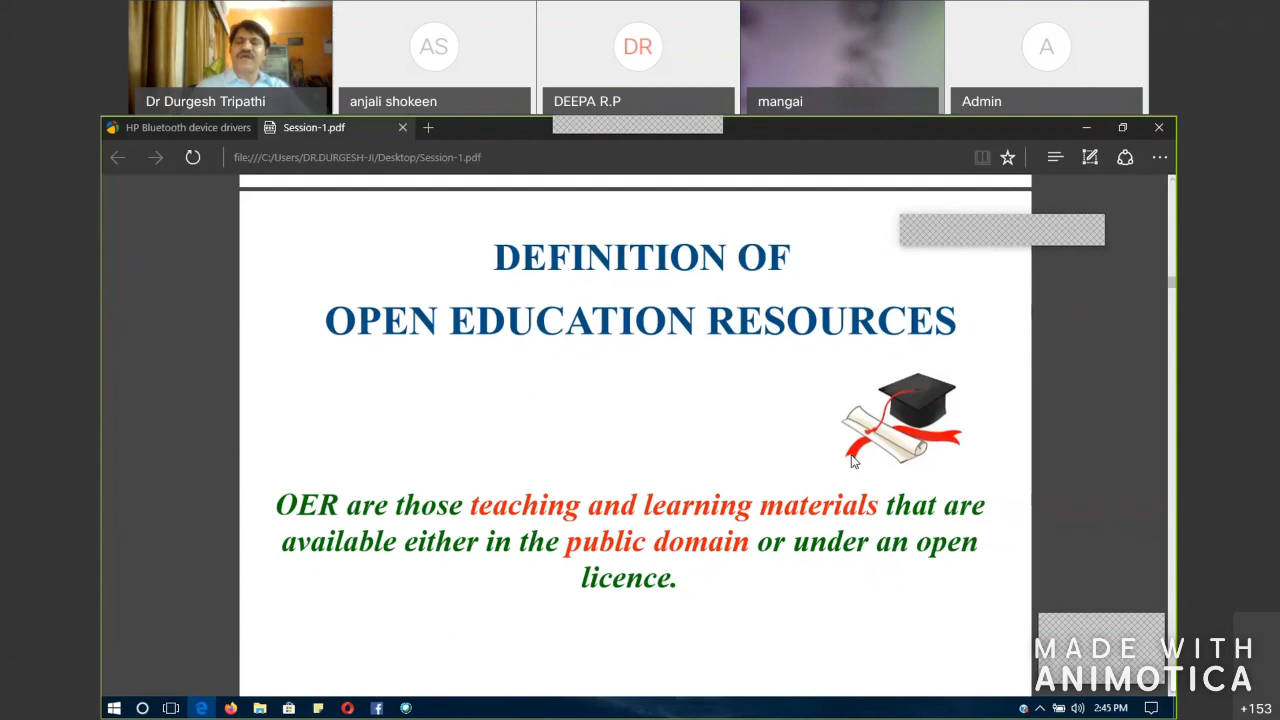 AS
DR
A
Dr Durgesh Tripathi
anjali shokeen
DEEPA R.P
mangai
Admin
HP Bluetooth device drivers
Session-1.pdf
file:///C:/Users/DR.DURGESH-JI/Desktop/Session-1.pdf
DEFINITION OF
OPEN EDUCATION RESOURCES
OER are those teaching and learning materials that are
available either in the public domain or under an open
licence.
MADE WITH
ANIMOTICA
2:45 PM
+153